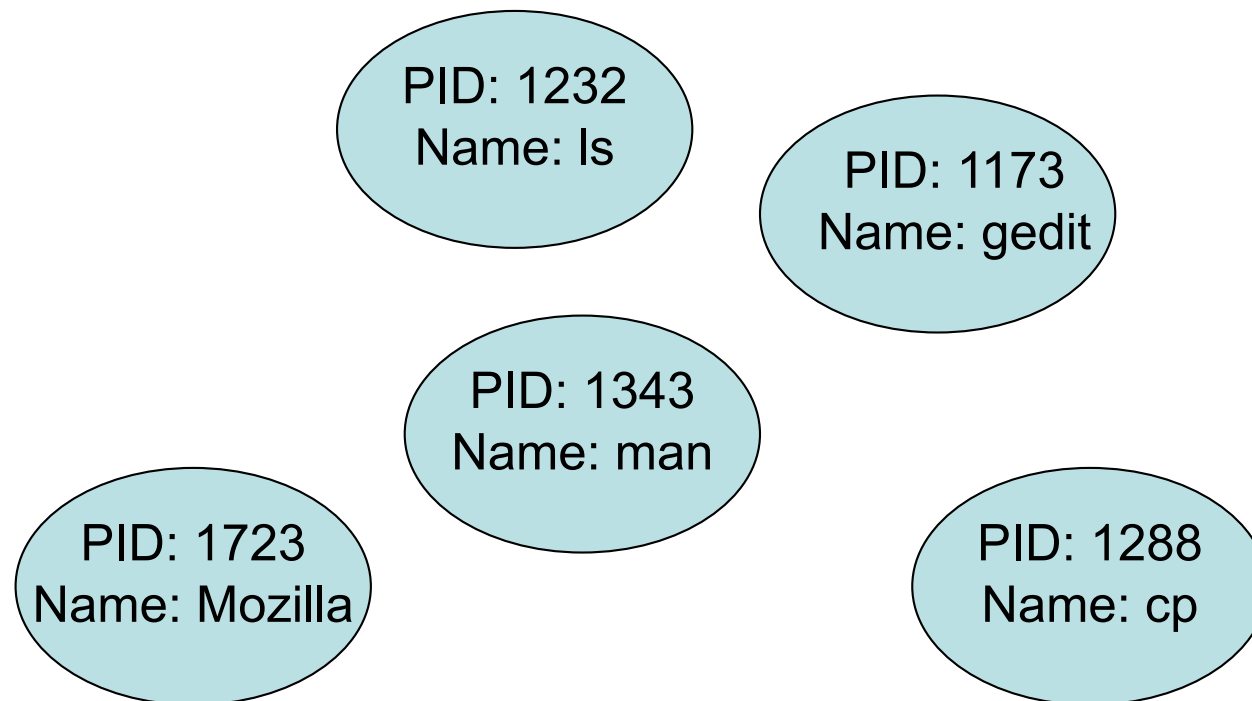 PID: 1232
Name: ls
PID: 1173
Name: gedit
PID: 1343
Name: man
PID: 1723
Name: Mozilla
PID: 1288
Name: cp